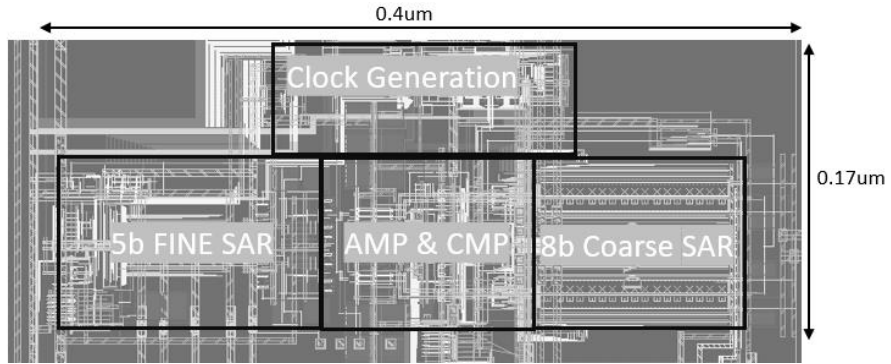 0.4um
Clock Generation
0.17um
5b FINE SAR
AMP & CMP
8b Coarse SAR